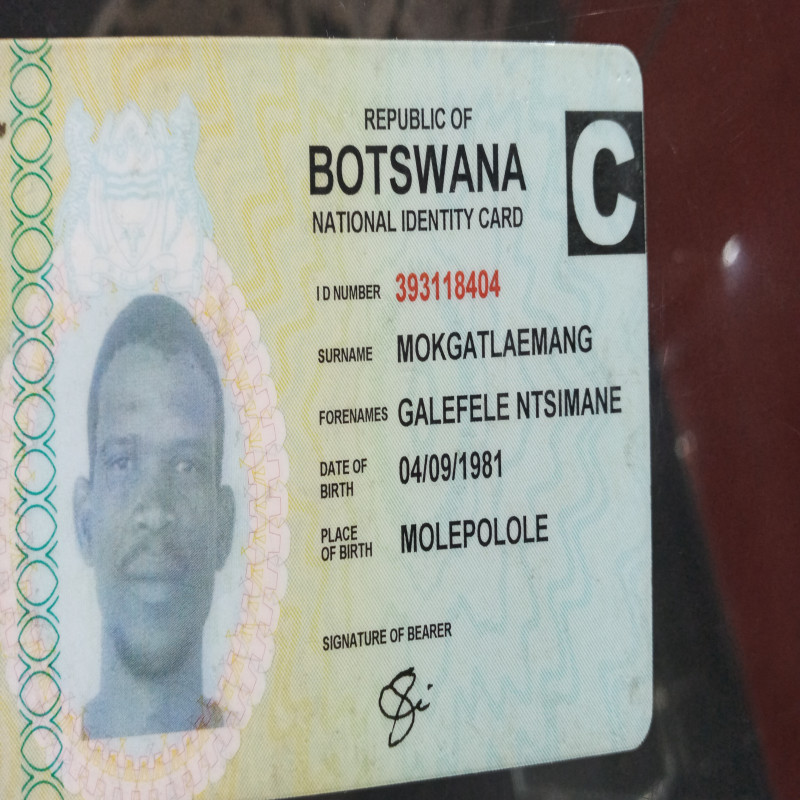 REPUBLIC OF
BOTSWANA
NATIONAL IDENTITY CARD
C
I D NUMBER 393118404
SURNAME MOKGATLAEMANG
FORENAMES GALEFELE NTSIMANE
DATE OF BIRTH 04/09/1981
PLACE OF BIRTH MOLEPOLOLE
SIGNATURE OF BEARER